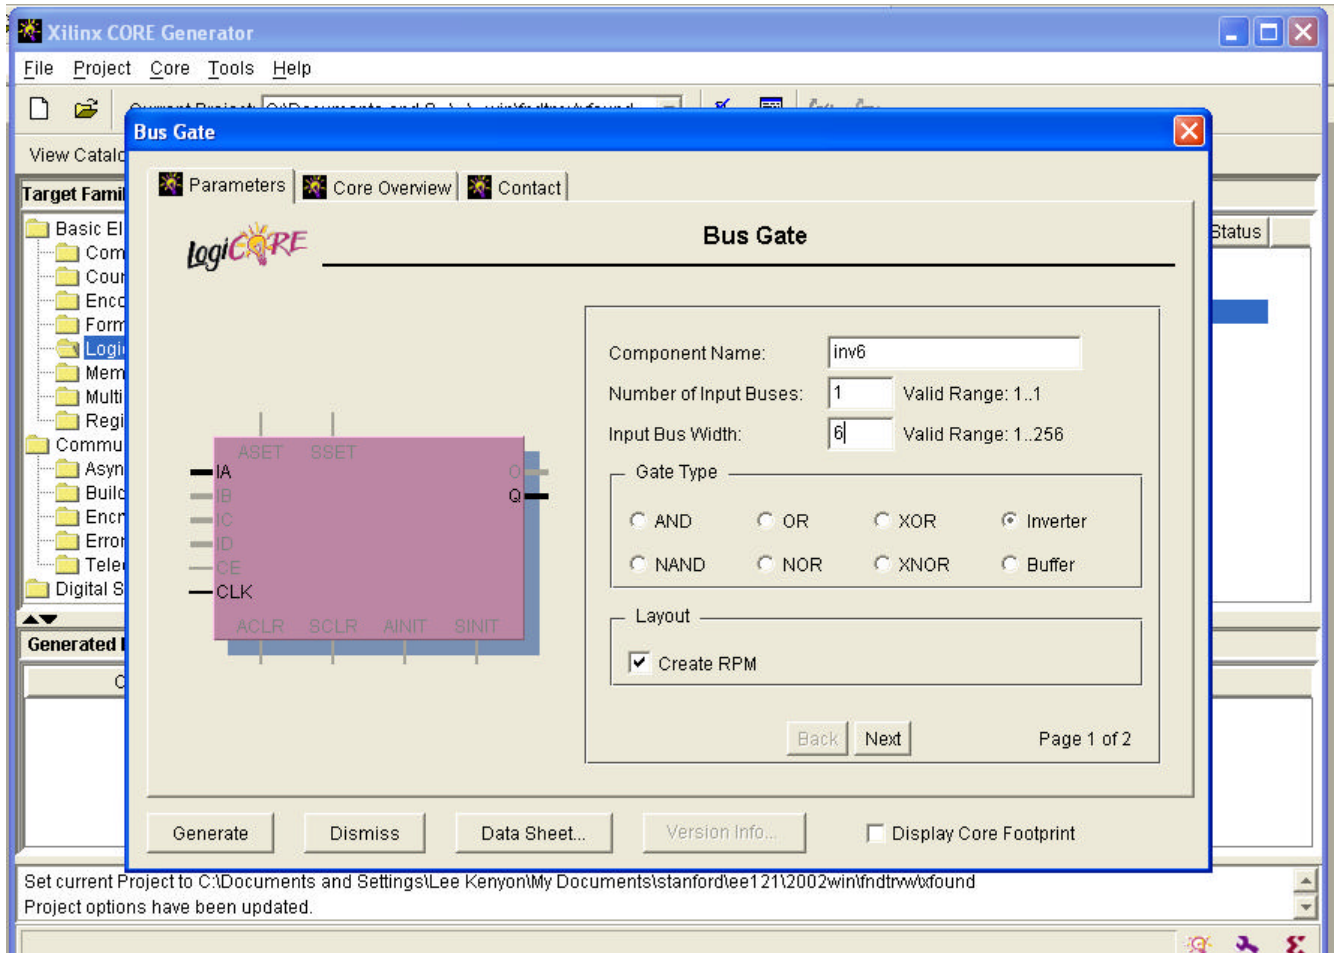 Xilinx CORE Generator
File Project Core Tools Help
View Catalo
Bus Gate
Parameters Core Overview Contact
Target Famil
Status
LogiCORE
Bus Gate
Basic El
Com
Coun
Enco
Form
Logi
Mem
Multi
Regi
Commu
Asyn
Build
Encr
Error
Tele
Digital S
Component Name: inv6
Number of Input Buses: 1 Valid Range: 1..1
Input Bus Width: 6 Valid Range: 1..256
ASET SSET
IA O
IB Q
IC
ID
CE
CLK
ACLR SCLR AINIT SINIT
Gate Type
AND OR XOR Inverter
NAND NOR XNOR Buffer
Layout
Create RPM
Back Next Page 1 of 2
Generated
C
Generate Dismiss Data Sheet... Version Info... Display Core Footprint
Set current Project to C:\Documents and Settings\Lee Kenyon\My Documents\stanford\ee121\2002win\fndtrvw\xfound
Project options have been updated.